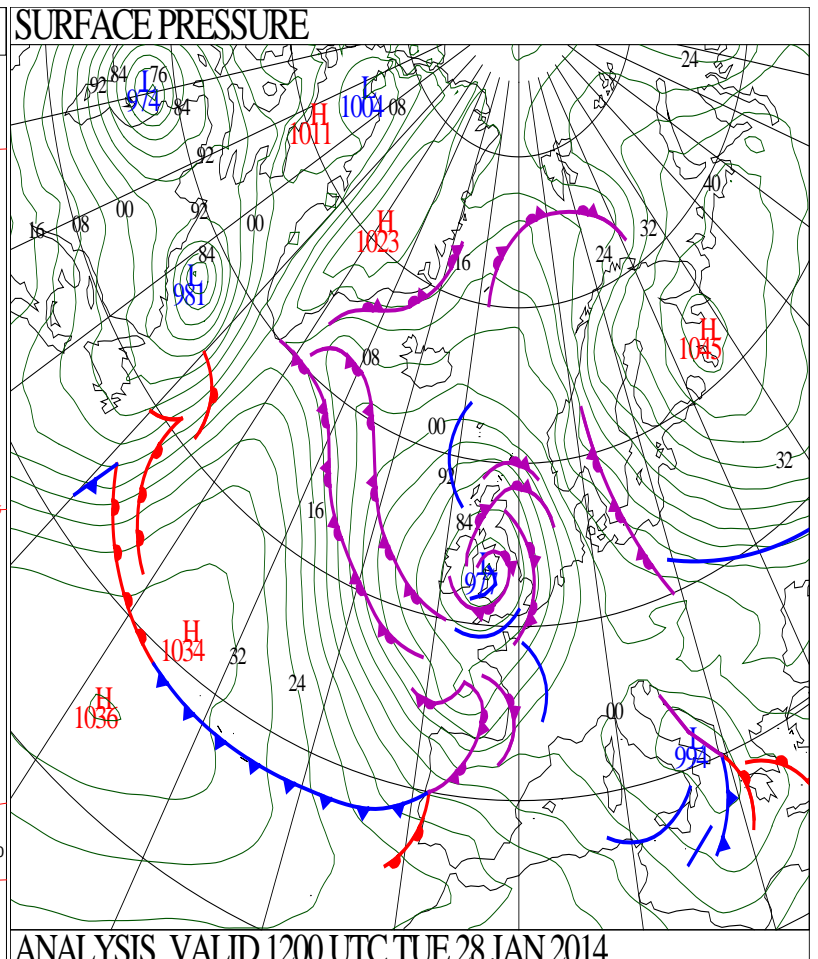 SURFACE PRESSURE
24
84 L 76
92 974 84
L
1004 08
H
1011
92
40
16 08 00 92 00
H
1023
32
84
L
981
16
24
H
1045
08
00
92
32
16
84
L
977
H
1034
32
24
H
1036
00
L
994
ANALYSIS VALID 1200 UTC TUE 28 JAN 2014